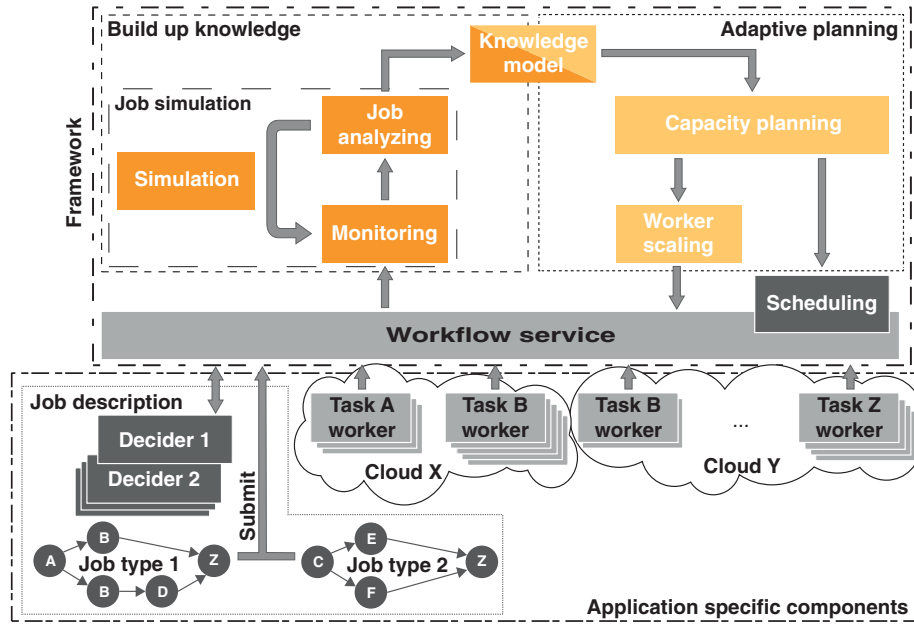 Build up knowledge
Knowledge
model
Adaptive planning
Job simulation
Job
analyzing
Capacity planning
Framework
Simulation
Monitoring
Worker
scaling
Scheduling
Workflow service
Job description
Decider 1
Decider 2
Submit
Task A
worker
Task B
worker
Cloud X
Task B
worker
...
Task Z
worker
Cloud Y
A
B
B
D
Z
Job type 1
C
E
F
Z
Job type 2
Application specific components